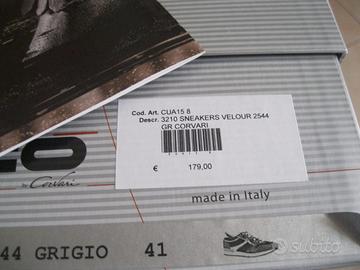 Cod. Art. CUA15 8
Descr. 3210 SNEAKERS VELOUR 2544
GR CORVARI
€ 179,00
by Corvari
made in Italy
44 GRIGIO 41
subito